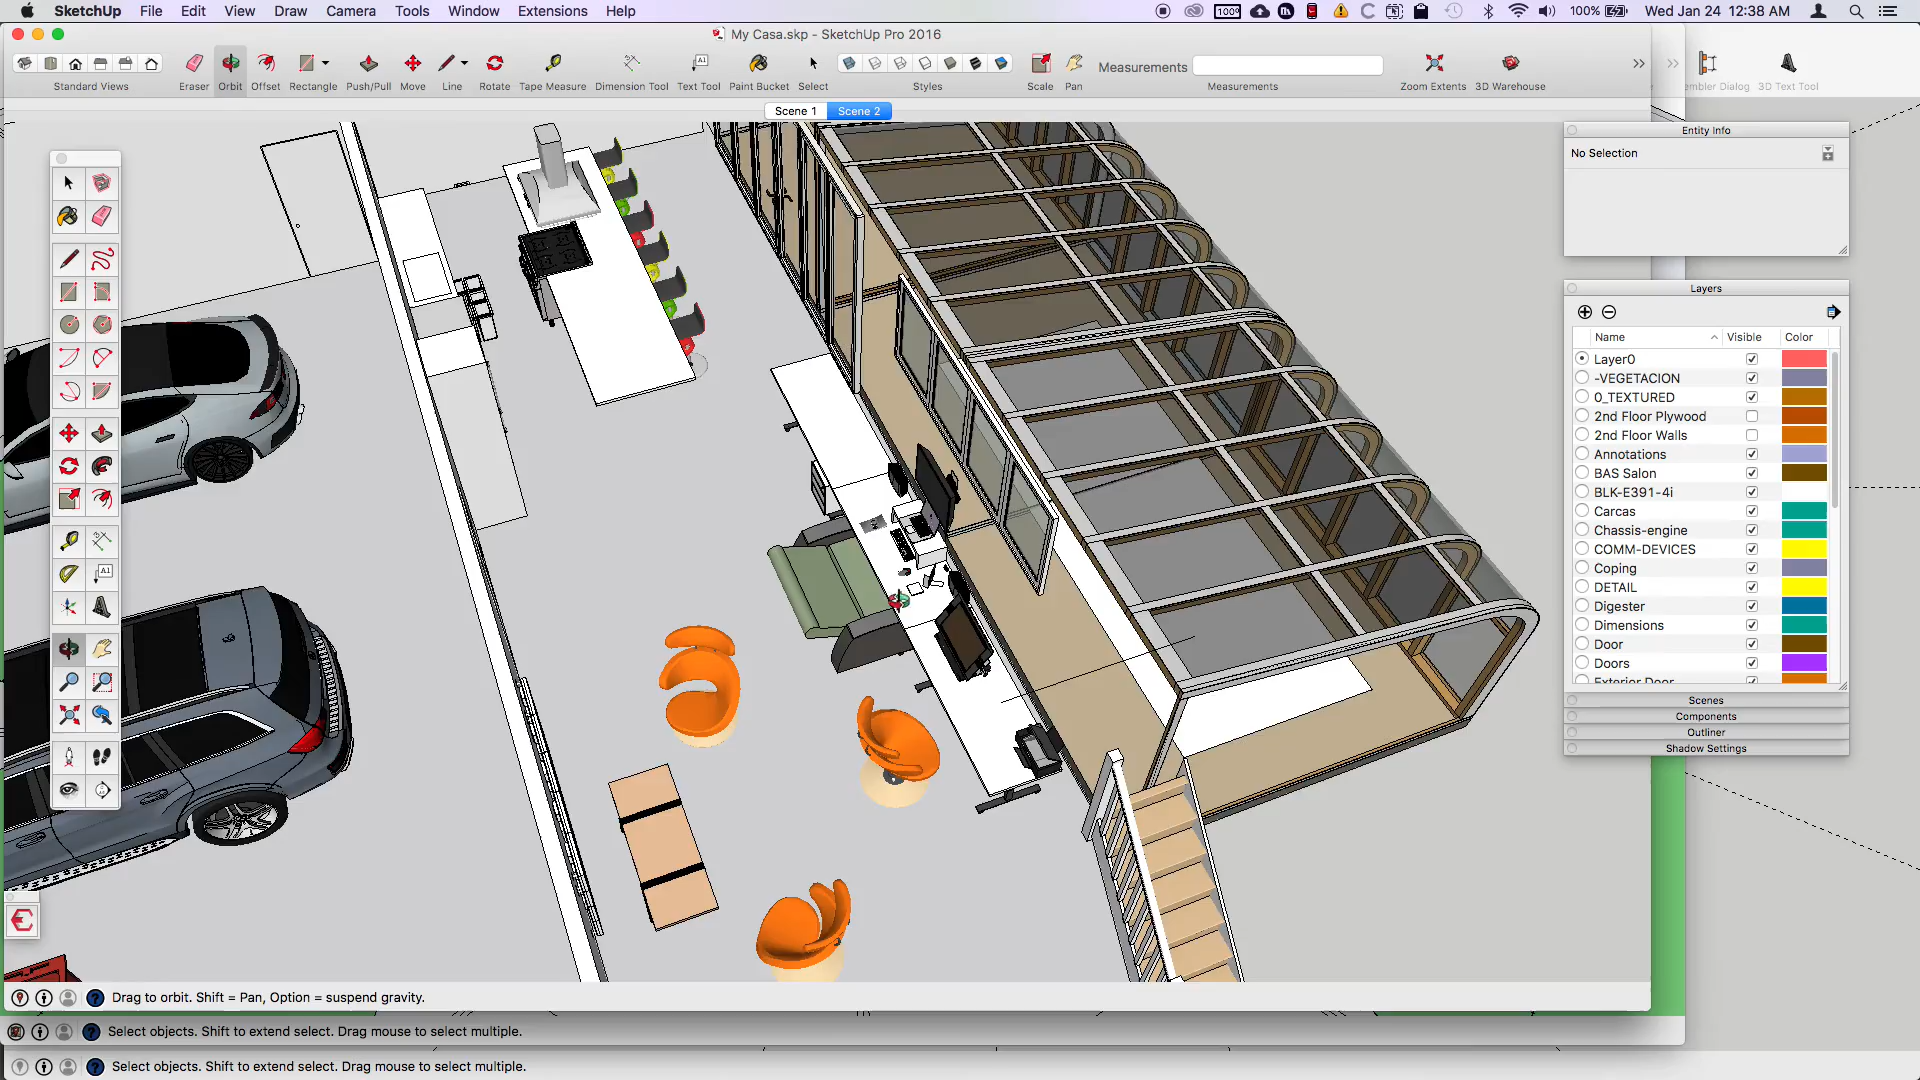 SketchUp File Edit View Draw Camera Tools Window Extensions Help 100% Wed Jan 24 12:38 AM
My Casa.skp - SketchUp Pro 2016
Measurements
Standard Views Eraser Orbit Offset Rectangle Push/Pull Move Line Rotate Tape Measure Dimension Tool Text Tool Paint Bucket Select Styles Scale Pan Measurements Zoom Extents 3D Warehouse
embler Dialog 3D Text Tool
Scene 1 Scene 2
Entity Info
No Selection
Layers
Name Visible Color
Layer0
-VEGETACION
0_TEXTURED
2nd Floor Plywood
2nd Floor Walls
Annotations
BAS Salon
BLK-E391-4i
Carcas
Chassis-engine
COMM-DEVICES
Coping
DETAIL
Digester
Dimensions
Door
Doors
Exterior Door
Scenes
Components
Outliner
Shadow Settings
Drag to orbit. Shift = Pan, Option = suspend gravity.
Select objects. Shift to extend select. Drag mouse to select multiple.
Select objects. Shift to extend select. Drag mouse to select multiple.